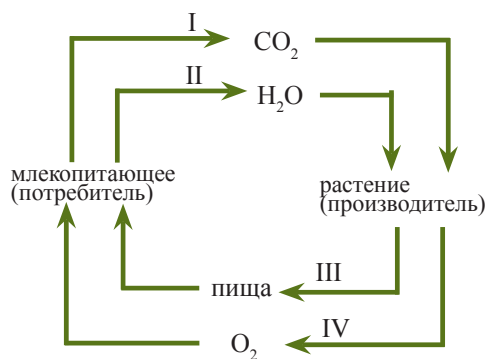 I
CO₂
II
H₂O
млекопитающее
(потребитель)
растение
(производитель)
III
пища
IV
O₂